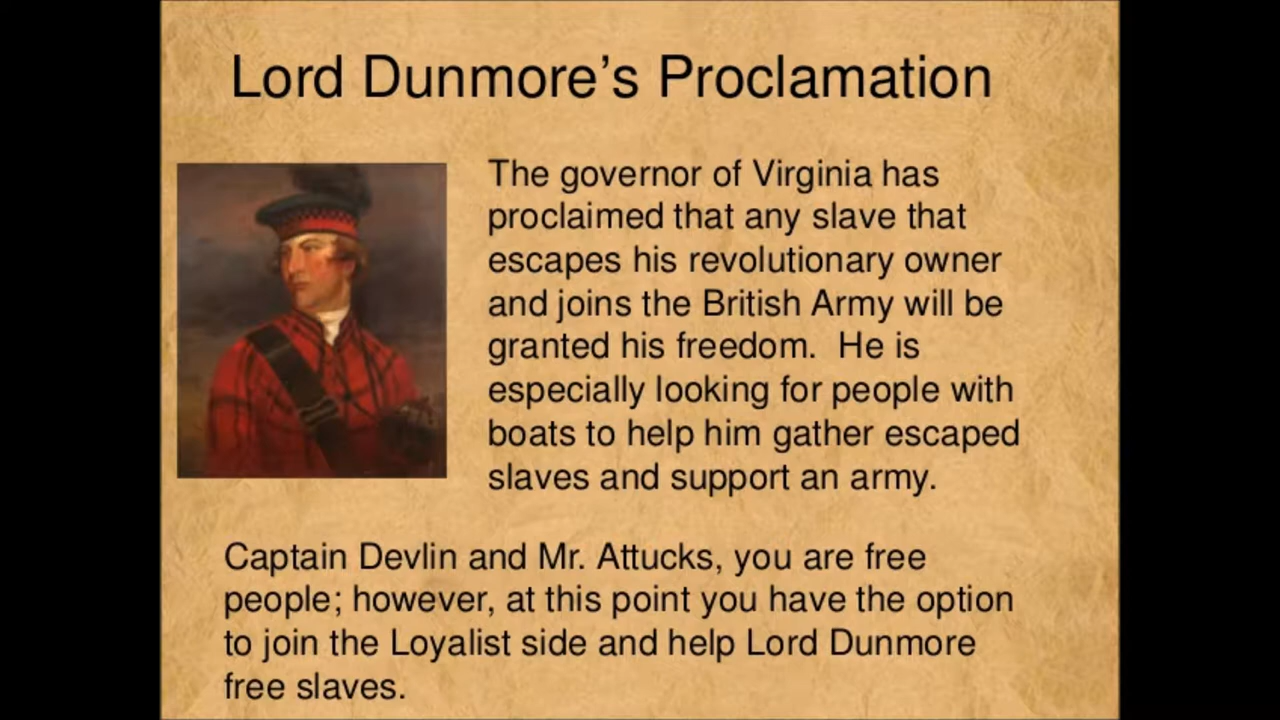 Lord Dunmore’s Proclamation
The governor of Virginia has
proclaimed that any slave that
escapes his revolutionary owner
and joins the British Army will be
granted his freedom.  He is
especially looking for people with
boats to help him gather escaped
slaves and support an army.
Captain Devlin and Mr. Attucks, you are free
people; however, at this point you have the option
to join the Loyalist side and help Lord Dunmore
free slaves.